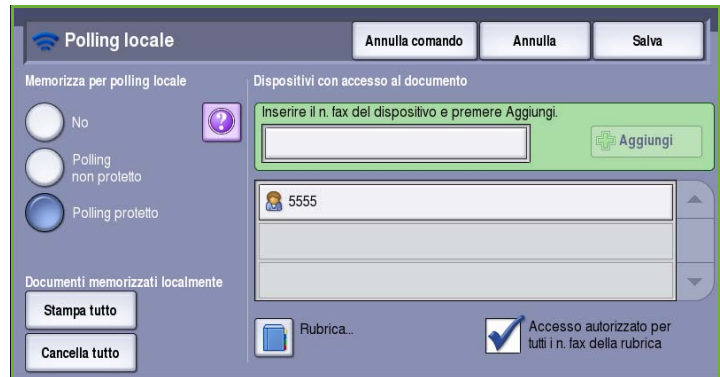 Polling locale
Annulla comando
Annulla
Salva
Memorizza per polling locale
No
Polling
non protetto
Polling protetto
Documenti memorizzati localmente
Stampa tutto
Cancella tutto
Dispositivi con accesso al documento
Inserire il n. fax del dispositivo e premere Aggiungi.
Aggiungi
5555
Rubrica...
Accesso autorizzato per
tutti i n. fax della rubrica